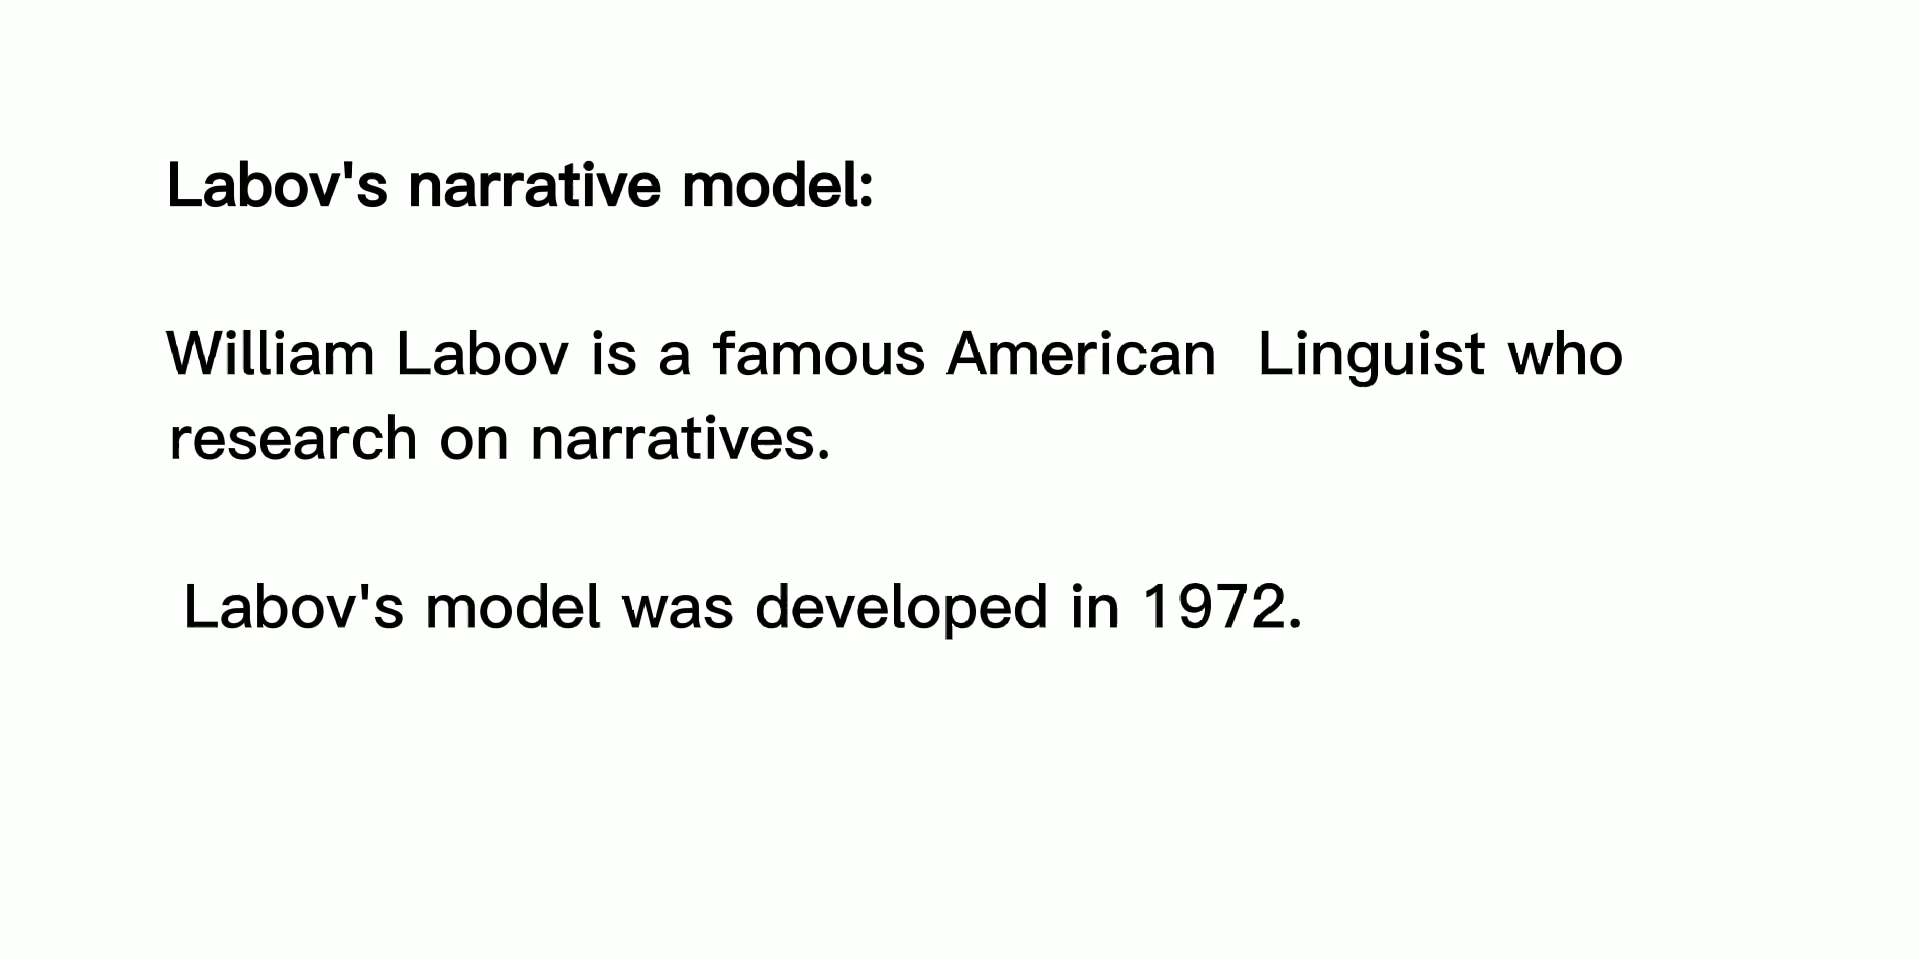 Labov's narrative model:
William Labov is a famous American  Linguist who
research on narratives.
Labov's model was developed in 1972.